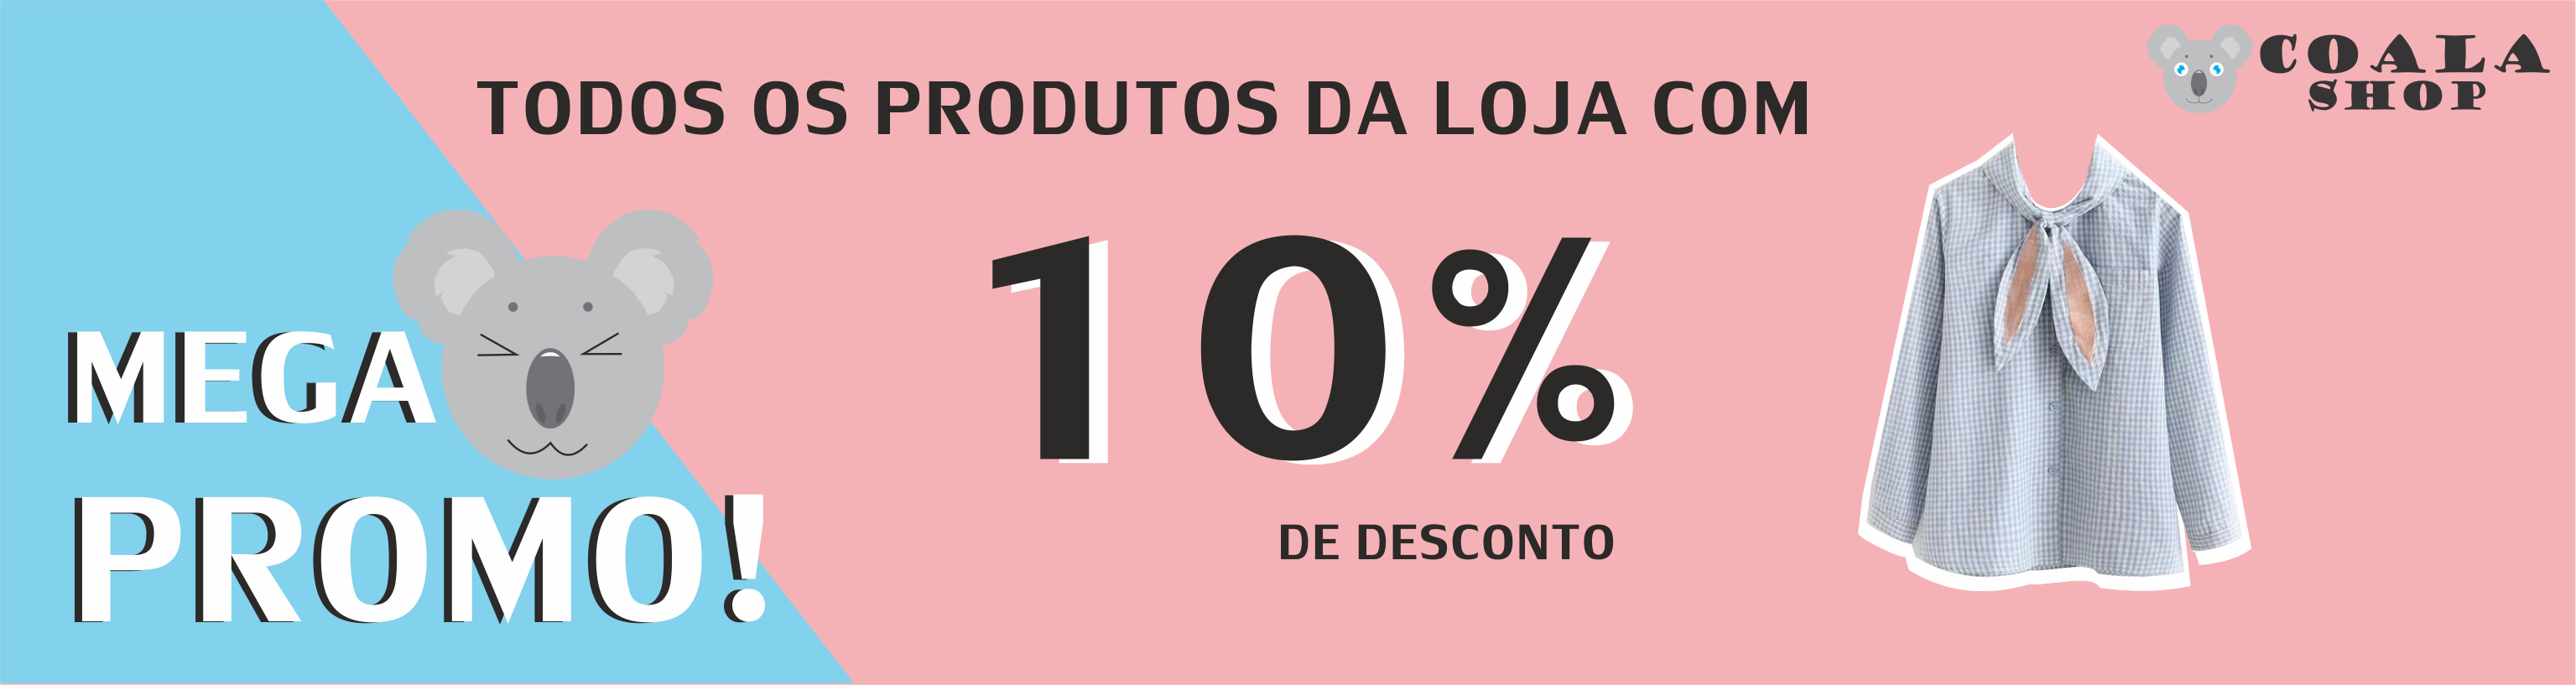 COALA
SHOP
TODOS OS PRODUTOS DA LOJA COM
10%
DE DESCONTO
MEGA
PROMO!